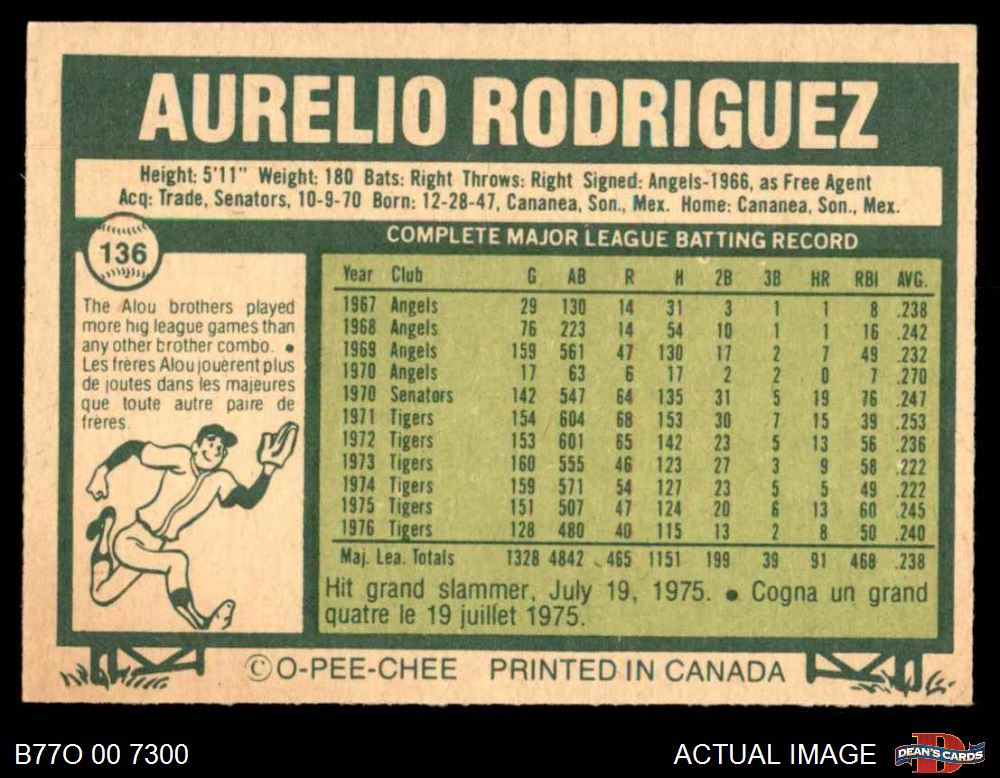 AURELIO RODRIGUEZ
Height: 5'11" Weight: 180 Bats: Right Throws: Right Signed: Angels-1966, as Free Agent
Acq: Trade, Senators, 10-9-70 Born: 12-28-47, Cananea, Son., Mex. Home: Cananea, Son., Mex.
136
COMPLETE MAJOR LEAGUE BATTING RECORD
The Alou brothers played
more big league games than
any other brother combo. •
Les frères Alou jouerent plus
de joutes dans les majeures
que toute autre paire de
frères.
Year Club G AB R H 2B 3B HR RBI AVG.
1967 Angels 29 130 14 31 3 1 1 8 .238
1968 Angels 76 223 14 54 10 1 1 16 .242
1969 Angels 159 561 47 130 17 2 7 49 .232
1970 Angels 17 63 6 17 2 2 0 7 .270
1970 Senators 142 547 64 135 31 5 19 76 .247
1971 Tigers 154 604 68 153 30 7 15 39 .253
1972 Tigers 153 601 65 142 23 5 13 56 .236
1973 Tigers 160 555 46 123 27 3 9 58 .222
1974 Tigers 159 571 54 127 23 5 5 49 .222
1975 Tigers 151 507 47 124 20 6 13 60 .245
1976 Tigers 128 480 40 115 13 2 8 50 .240
Maj. Lea. Totals 1328 4842 465 1151 199 39 91 468 .238
Hit grand slammer, July 19, 1975. • Cogna un grand
quatre le 19 juillet 1975.
© O-PEE-CHEE PRINTED IN CANADA
B77O 00 7300
ACTUAL IMAGE
DEAN'S CARDS